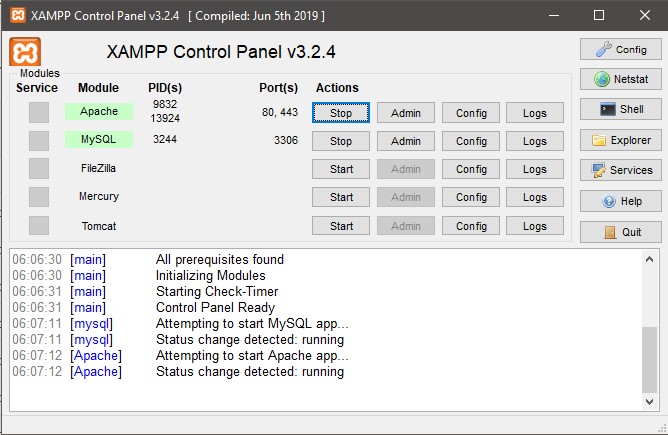 XAMPP Control Panel v3.2.4 [ Compiled: Jun 5th 2019 ]
XAMPP Control Panel v3.2.4
Config
Modules
Service Module PID(s) Port(s) Actions
Netstat
Apache 9832 13924 80, 443 Stop Admin Config Logs
Shell
MySQL 3244 3306 Stop Admin Config Logs
Explorer
FileZilla Start Admin Config Logs
Services
Mercury Start Admin Config Logs
Help
Tomcat Start Admin Config Logs
Quit
06:06:30 [main] All prerequisites found
06:06:30 [main] Initializing Modules
06:06:31 [main] Starting Check-Timer
06:06:31 [main] Control Panel Ready
06:07:11 [mysql] Attempting to start MySQL app...
06:07:11 [mysql] Status change detected: running
06:07:12 [Apache] Attempting to start Apache app...
06:07:12 [Apache] Status change detected: running